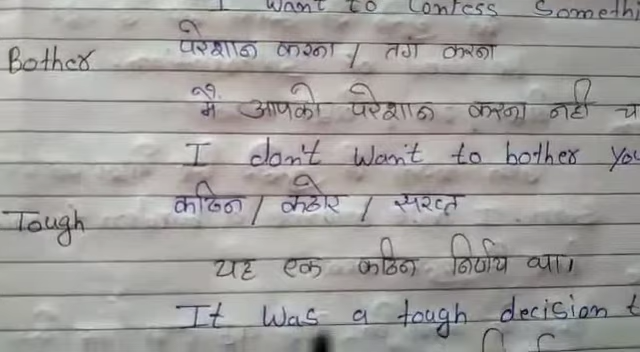 I want to confess Somethi
Bother परेशान करना / तंग करना
मैं आपको परेशान करना नही च
I don't want to bother you
Tough कठिन / कठोर / सख्त
यह एक कठिन निर्णय था।
It was a tough decision t